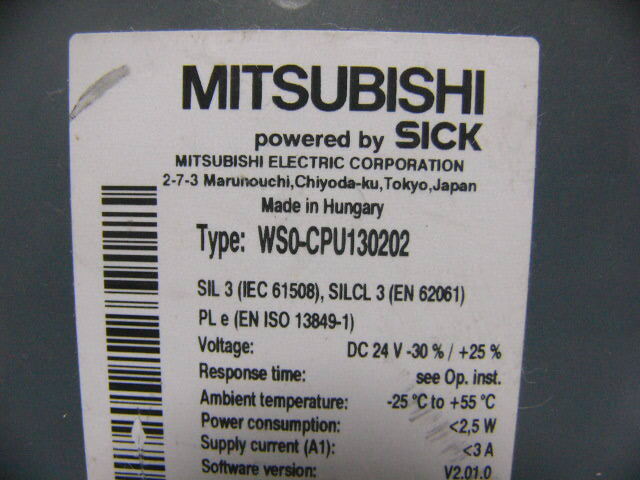 MITSUBISHI
powered by SICK
MITSUBISHI ELECTRIC CORPORATION
2-7-3 Marunouchi,Chiyoda-ku,Tokyo,Japan
Made in Hungary
Type: WS0-CPU130202
SIL 3 (IEC 61508), SILCL 3 (EN 62061)
PL e (EN ISO 13849-1)
Voltage: DC 24 V -30 % / +25 %
Response time: see Op. inst.
Ambient temperature: -25 °C to +55 °C
Power consumption: <2,5 W
Supply current (A1): <3 A
Software version: V2.01.0